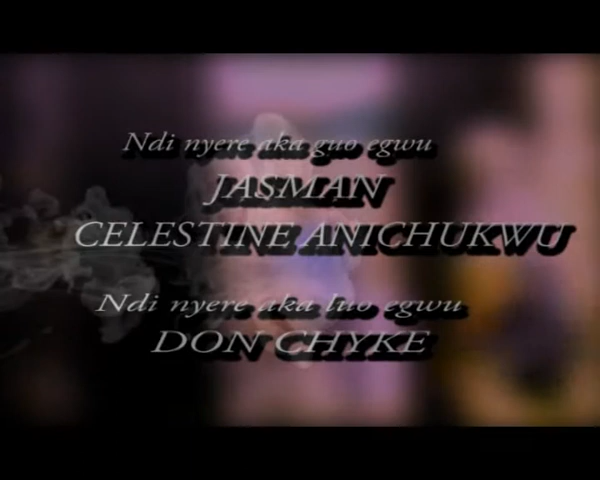 Ndi nyere aka guo egwu
JASMAN
CELESTINE ANICHUKWU
Ndi nyere aka luo egwu
DON CHYKE